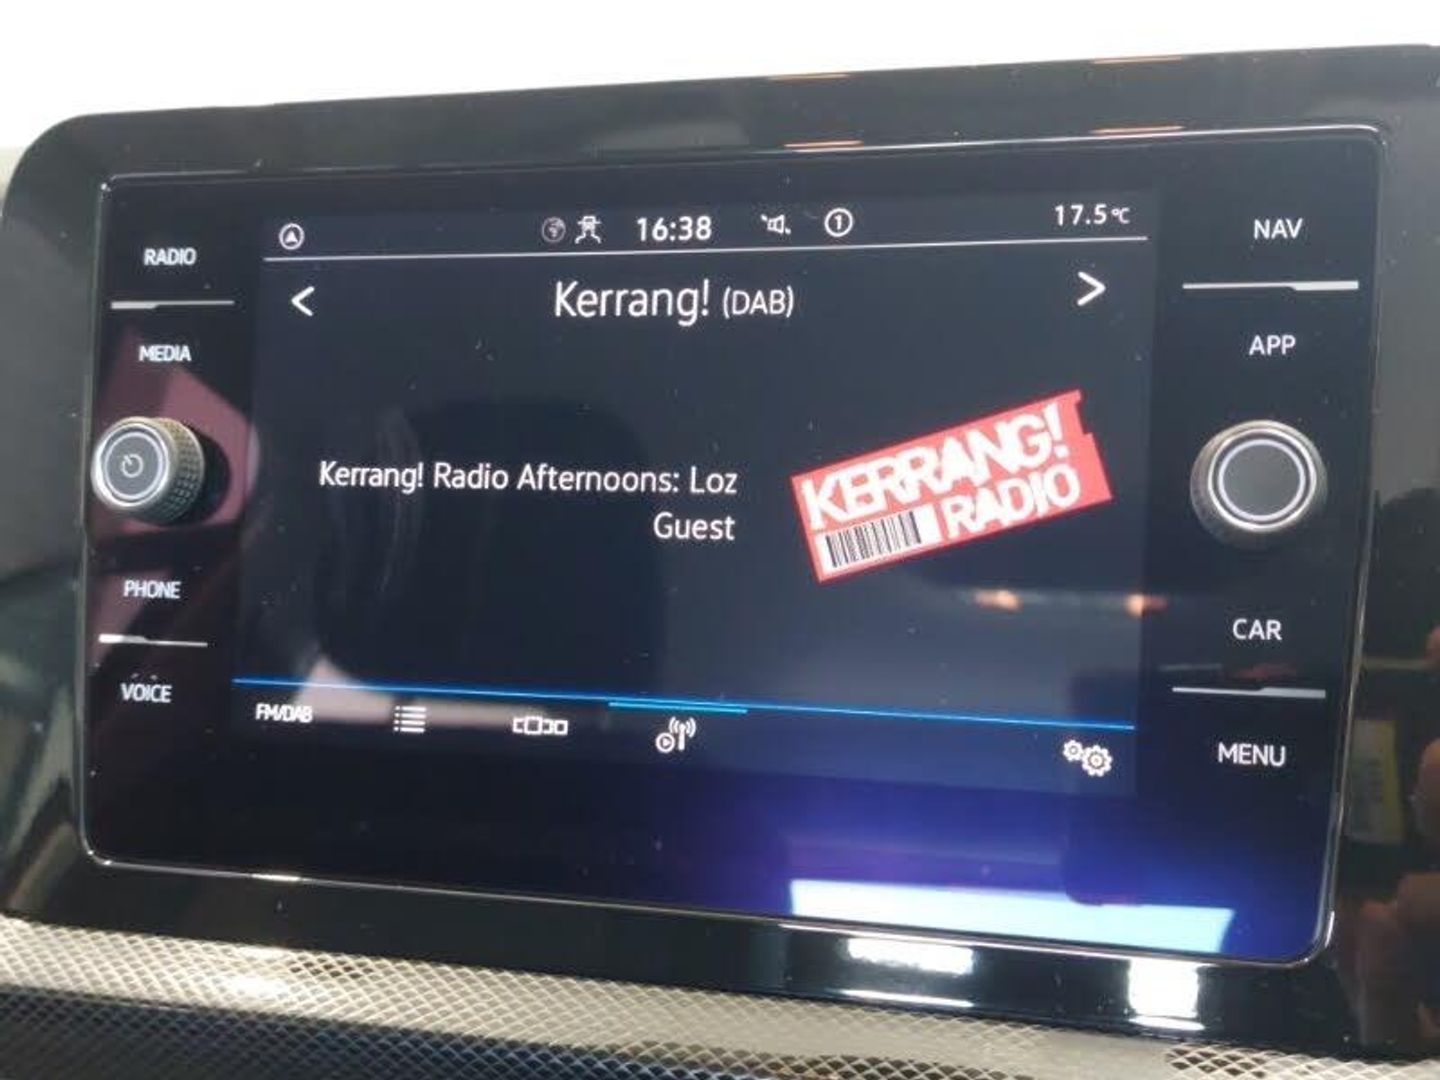 RADIO
MEDIA
PHONE
VOICE
16:38
1
17.5°C
Kerrang! (DAB)
Kerrang! Radio Afternoons: Loz
Guest
KERRANG!
RADIO
FM/DAB
NAV
APP
CAR
MENU